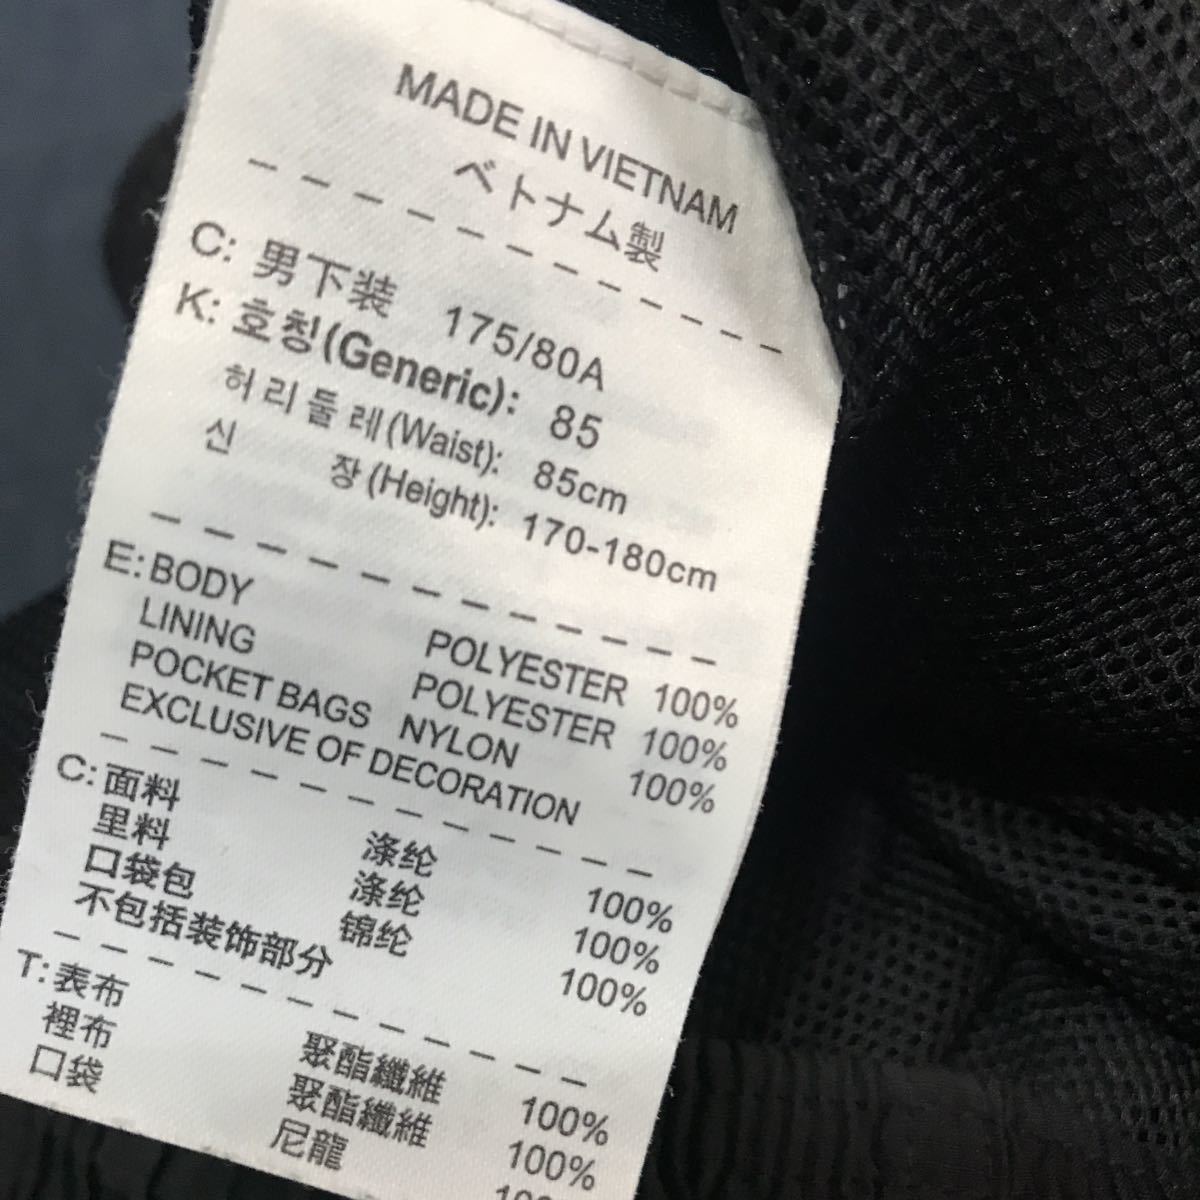 MADE IN VIETNAM
ベトナム製
C: 男下装 175/80A
K: 호칭(Generic): 85
허리둘레(Waist): 85cm
신 장(Height): 170-180cm
E: BODY POLYESTER 100%
LINING POLYESTER 100%
POCKET BAGS NYLON 100%
EXCLUSIVE OF DECORATION
C: 面料 涤纶 100%
里料 涤纶 100%
口袋包 锦纶 100%
不包括装饰部分
T: 表布 聚酯纖維 100%
裡布 聚酯纖維 100%
口袋 尼龍